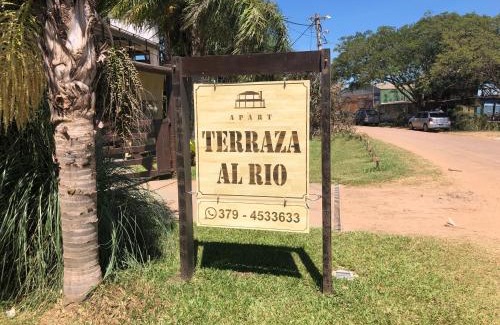 APART
TERRAZA
AL RIO
379 - 4533633